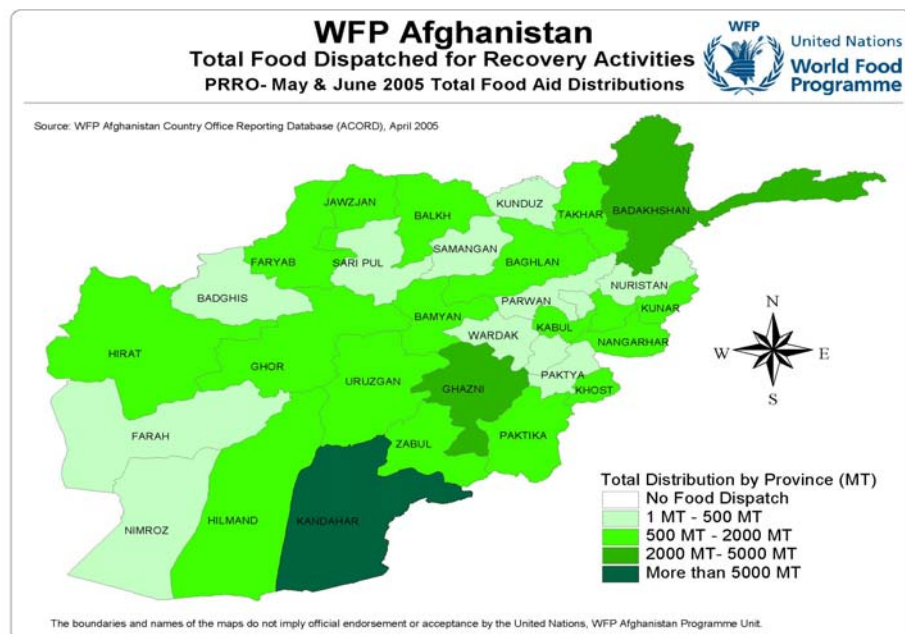 WFP Afghanistan
Total Food Dispatched for Recovery Activities
PRRO- May & June 2005 Total Food Aid Distributions
WFP
United Nations
World Food
Programme
Source: WFP Afghanistan Country Office Reporting Database (ACORD), April 2005
JAWZJAN
BALKH
KUNDUZ
TAKHAR
BADAKHSHAN
FARYAB
SARI PUL
SAMANGAN
BAGHLAN
BADGHIS
NURISTAN
PARWAN
KUNAR
BAMYAN
KABUL
WARDAK
NANGARHAR
HIRAT
GHOR
PAKTYA
URUZGAN
GHAZNI
KHOST
FARAH
ZABUL
PAKTIKA
NIMROZ
HILMAND
KANDAHAR
N
W
E
S
Total Distribution by Province (MT)
No Food Dispatch
1 MT - 500 MT
500 MT - 2000 MT
2000 MT- 5000 MT
More than 5000 MT
The boundaries and names of the maps do not imply official endorsement or acceptance by the United Nations, WFP Afghanistan Programme Unit.